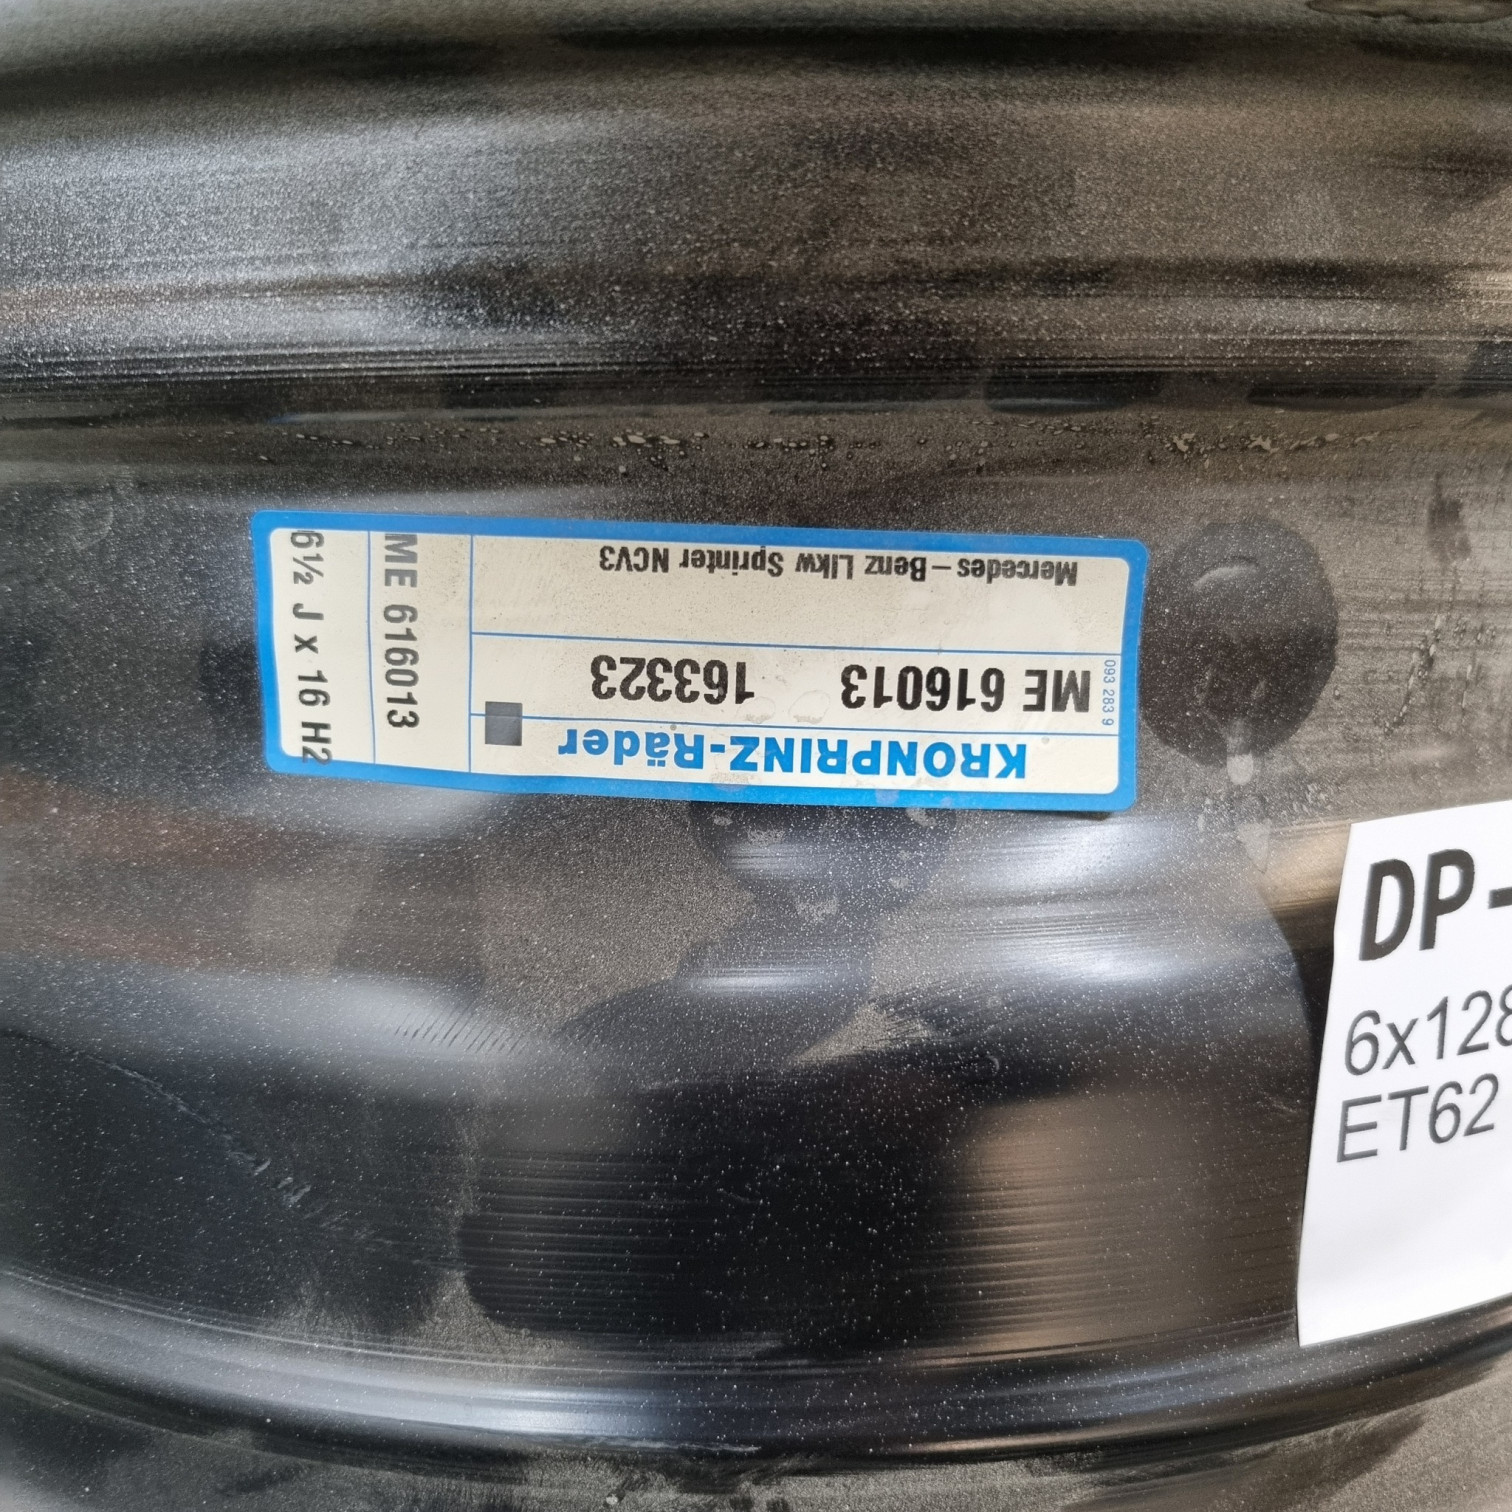 KRONPRINZ-Räder
ME 616013 163323
093 283 9
Mercedes-Benz Llkw Sprinter NCV3
ME 616013
6½ J x 16 H2
DP-
6x128
ET62